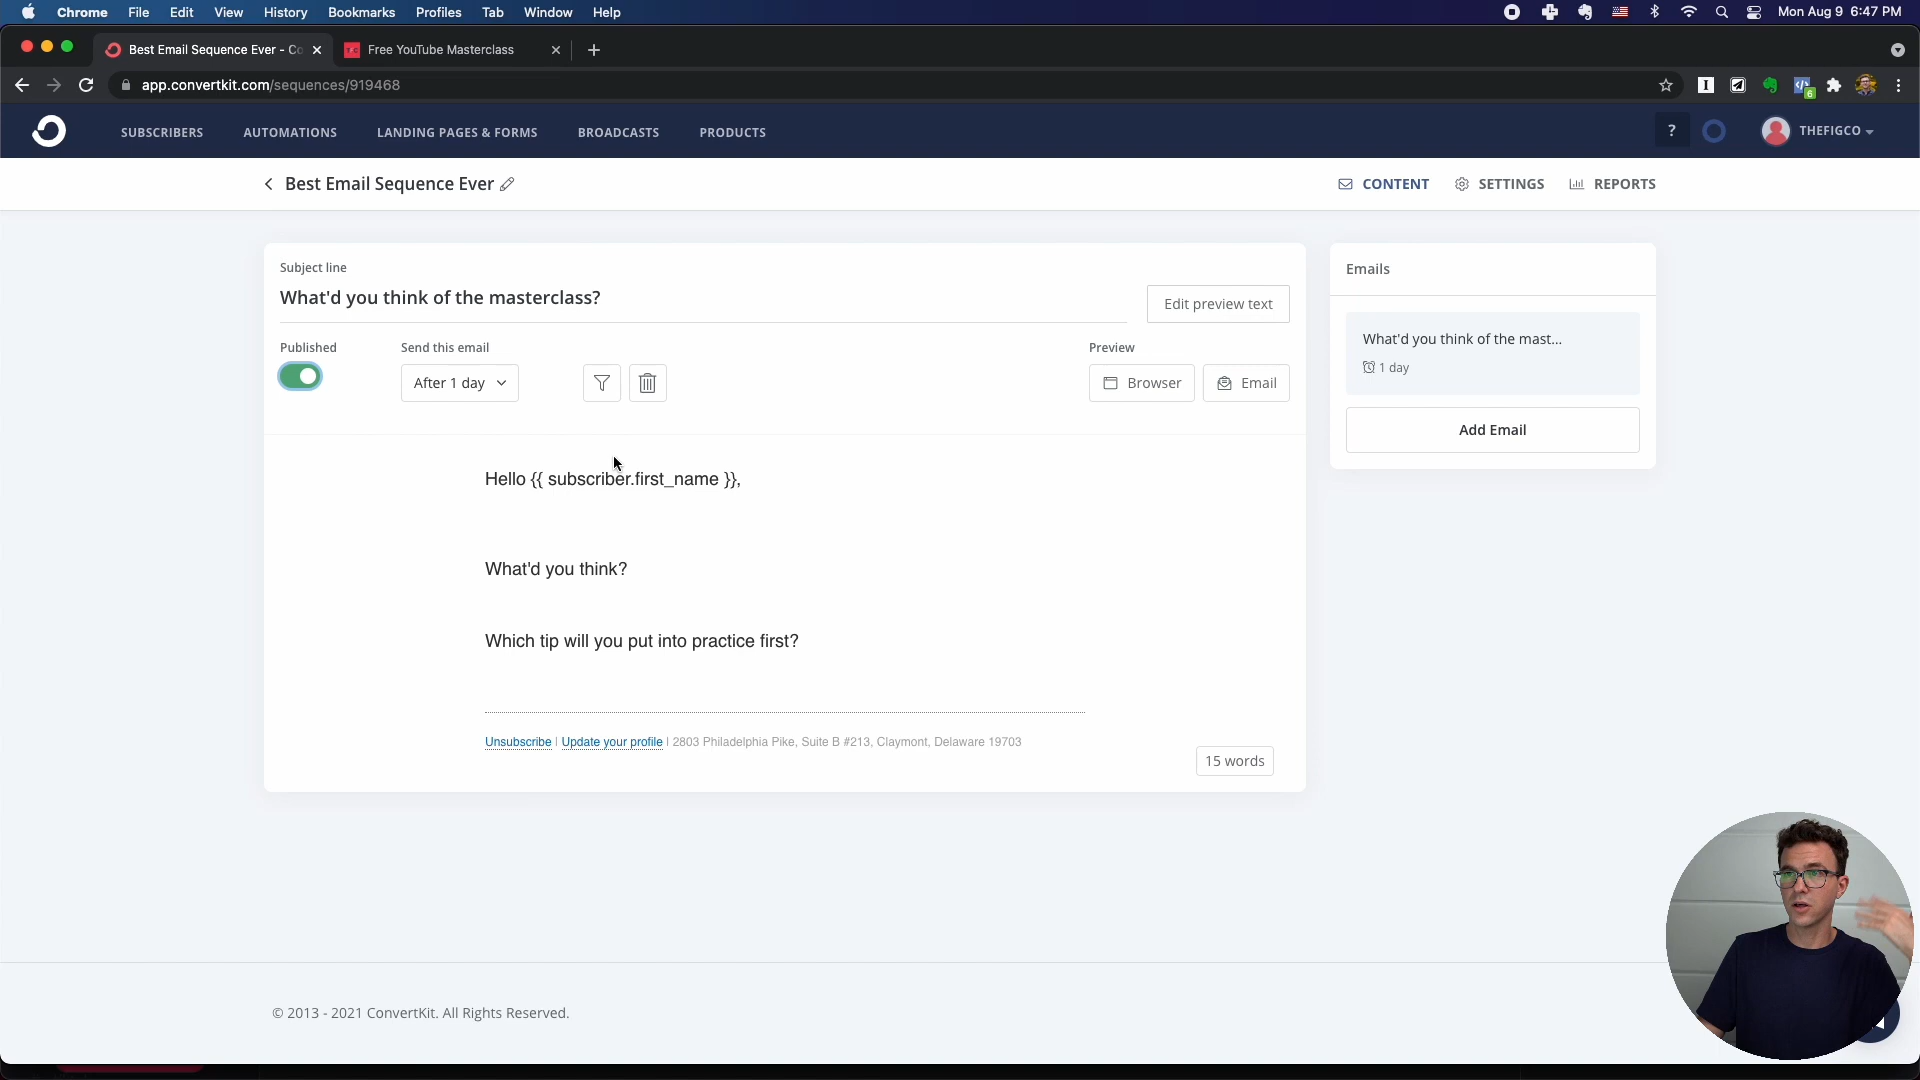 Chrome File Edit View History Bookmarks Profiles Tab Window Help Mon Aug 9 6:47 PM
Best Email Sequence Ever - Co Free YouTube Masterclass
app.convertkit.com/sequences/919468
6
SUBSCRIBERS AUTOMATIONS LANDING PAGES & FORMS BROADCASTS PRODUCTS ? THEFIGCO
Best Email Sequence Ever CONTENT SETTINGS REPORTS
Subject line
What'd you think of the masterclass?
Edit preview text
Published Send this email Preview
After 1 day Browser Email
Emails
What'd you think of the mast...
1 day
Add Email
Hello {{ subscriber.first_name }},
What'd you think?
Which tip will you put into practice first?
Unsubscribe | Update your profile | 2803 Philadelphia Pike, Suite B #213, Claymont, Delaware 19703
15 words
© 2013 - 2021 ConvertKit. All Rights Reserved.